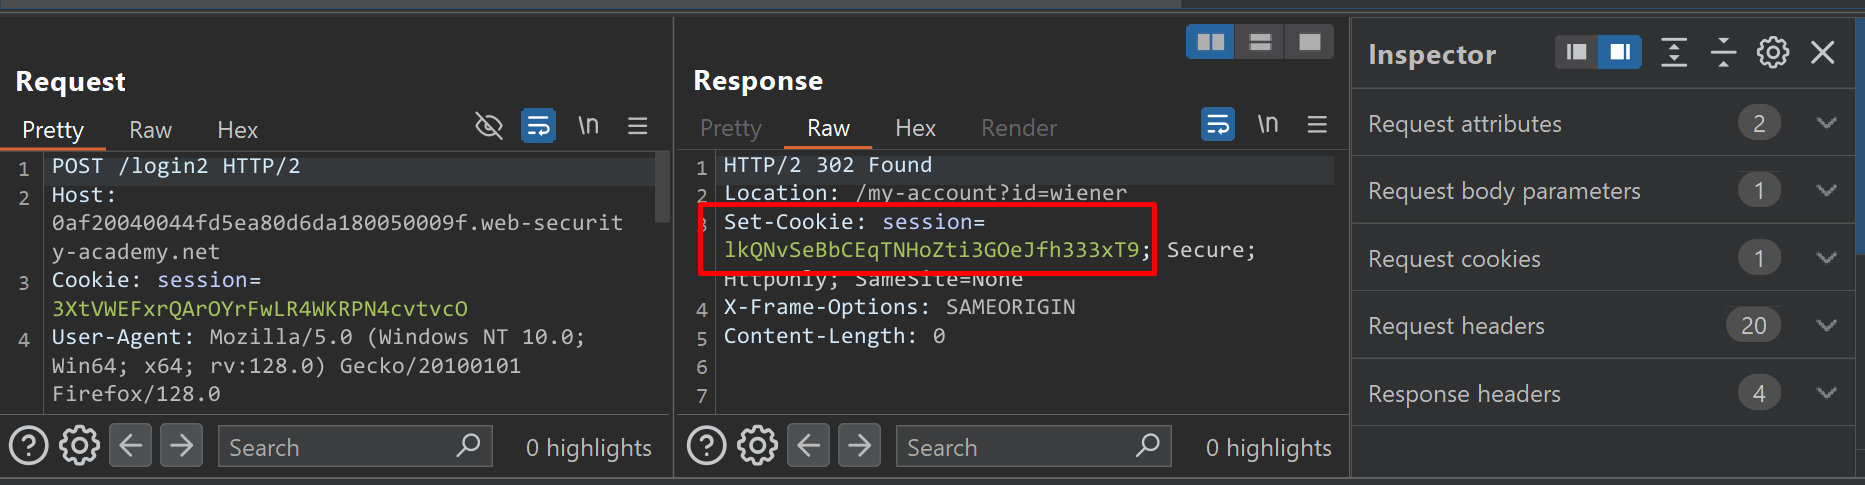 Request
Pretty Raw Hex \n
1 POST /login2 HTTP/2
2 Host:
0af20040044fd5ea80d6da180050009f.web-securit
y-academy.net
3 Cookie: session=
3XtVWEFxrQArOYrFwLR4WKRPN4cvtvcO
4 User-Agent: Mozilla/5.0 (Windows NT 10.0;
Win64; x64; rv:128.0) Gecko/20100101
Firefox/128.0
Search 0 highlights
Response
Pretty Raw Hex Render \n
1 HTTP/2 302 Found
2 Location: /my-account?id=wiener
3 Set-Cookie: session=
lkQNvSeBbCEqTNHoZti3GOeJfh333xT9; Secure;
HttpOnly; SameSite=None
4 X-Frame-Options: SAMEORIGIN
5 Content-Length: 0
6
7
Search 0 highlights
Inspector
Request attributes 2
Request body parameters 1
Request cookies 1
Request headers 20
Response headers 4